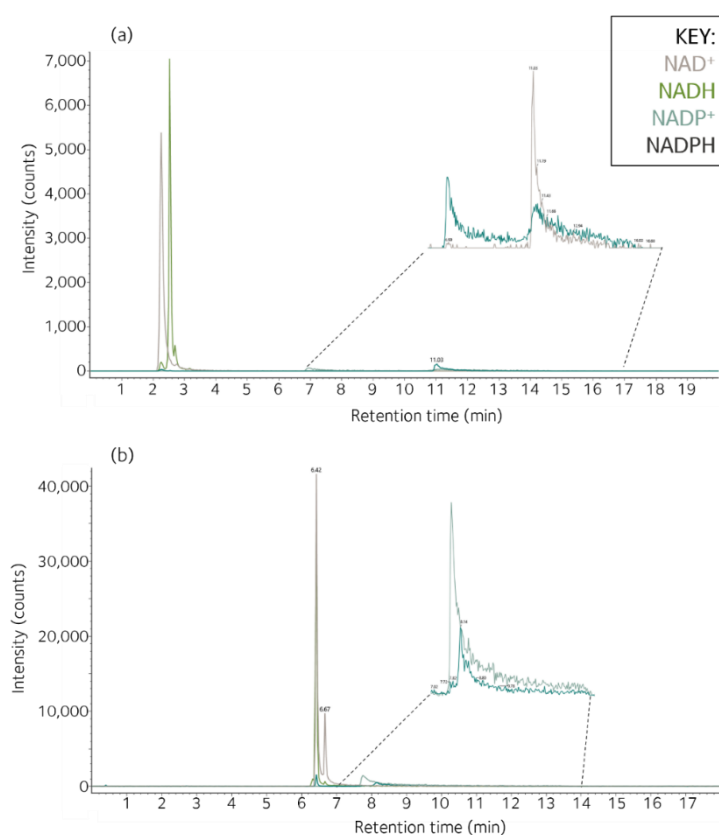 (a)
KEY:
NAD⁺
NADH
NADP⁺
NADPH
7,000
6,000
5,000
4,000
3,000
2,000
1,000
0
Intensity (counts)
11.03
1 2 3 4 5 6 7 8 9 10 11 12 13 14 15 16 17 18 19
Retention time (min)
(b)
40,000
30,000
20,000
10,000
0
Intensity (counts)
6.42
6.67
1 2 3 4 5 6 7 8 9 10 11 12 13 14 15 16 17
Retention time (min)